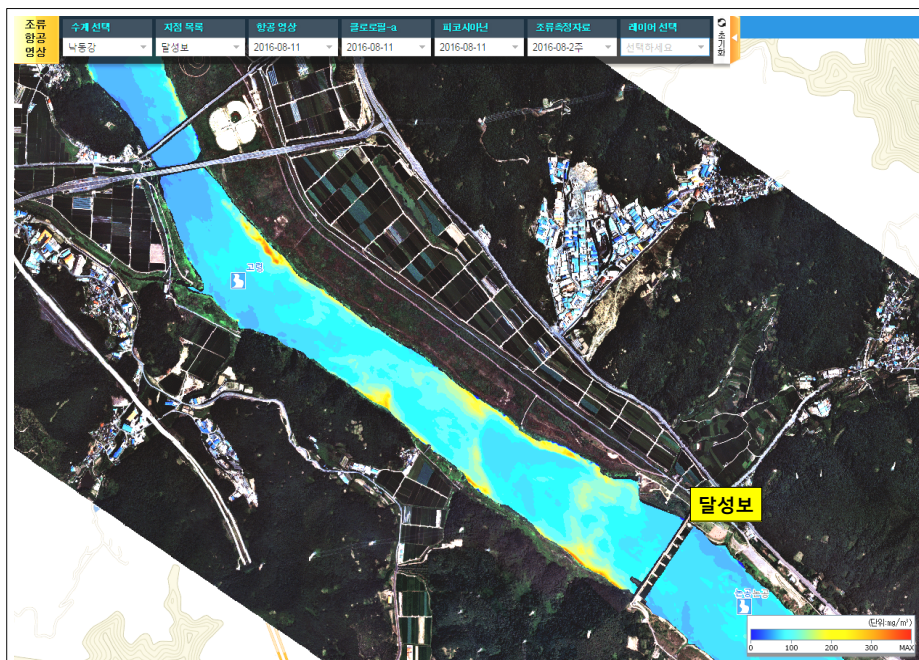 조류
항공
영상
수계 선택
지점 목록
항공 영상
클로로필-a
피코시아닌
조류측정자료
레이어 선택
낙동강
달성보
2016-08-11
2016-08-11
2016-08-11
2016-08-2주
선택하세요
초기화
고령
달성보
논공논공
(단위:mg/m³)
0
100
200
300
MAX